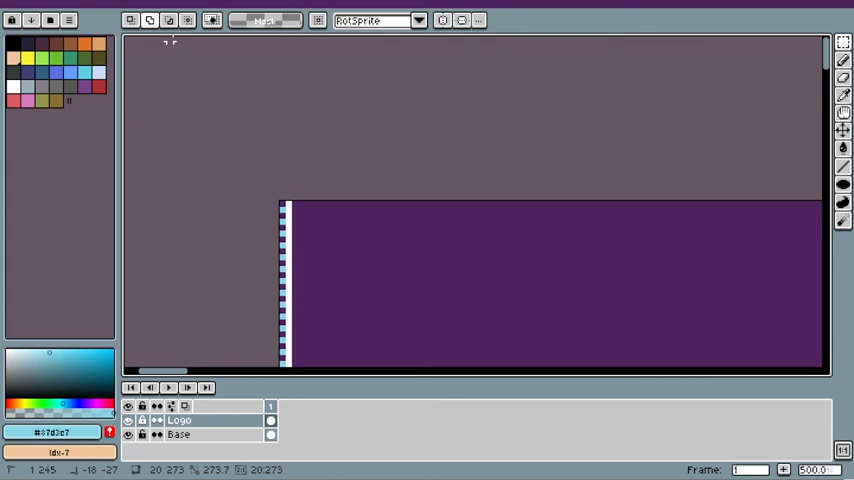 Mask
RotSprite
...
1
Logo
Base
#87d3c7
Idx-7
1 245
-18 -27
20 273
273.7
20:273
Frame:
1
500.0
1:1